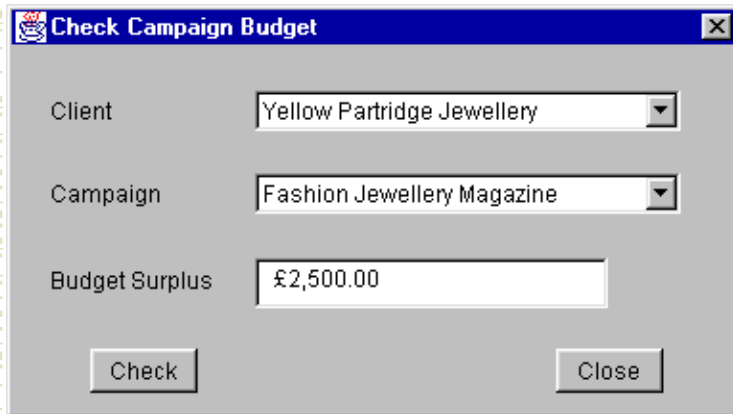 Check Campaign Budget
Client Yellow Partridge Jewellery
Campaign Fashion Jewellery Magazine
Budget Surplus £2,500.00
Check Close